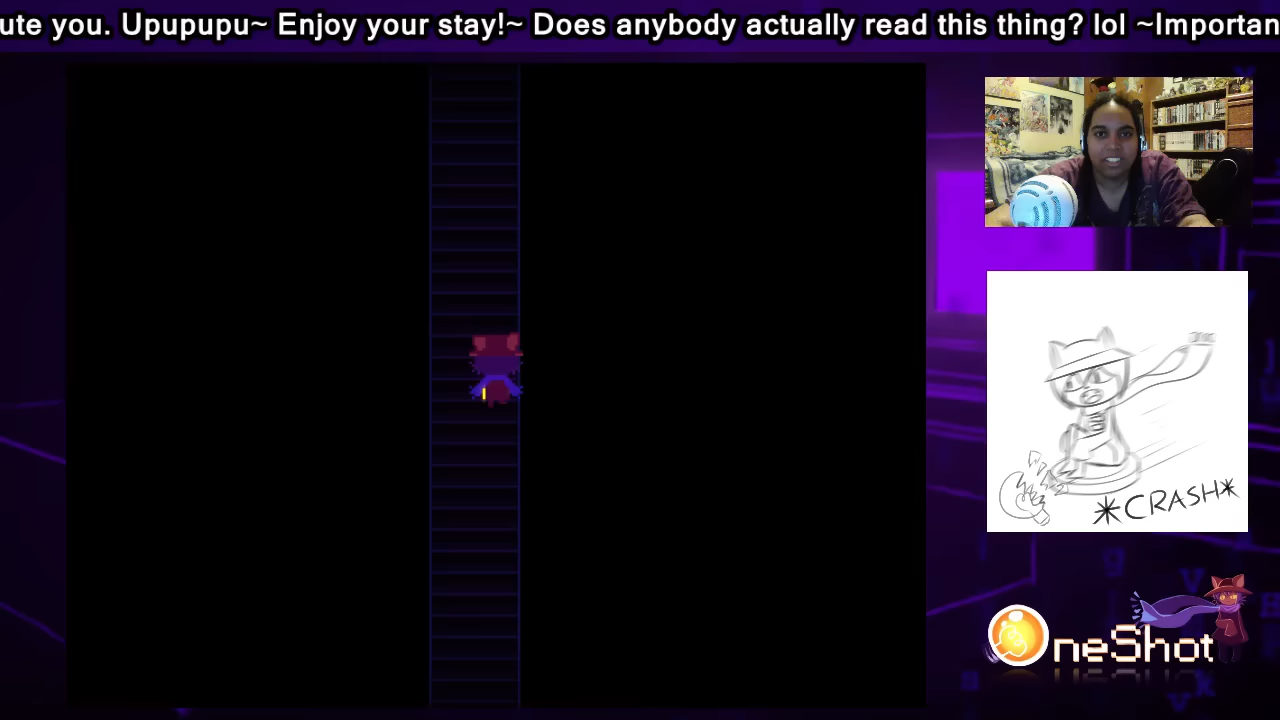 ute you. Upupupu~ Enjoy your stay!~ Does anybody actually read this thing? lol ~Importan
*CRASH*
OneShot